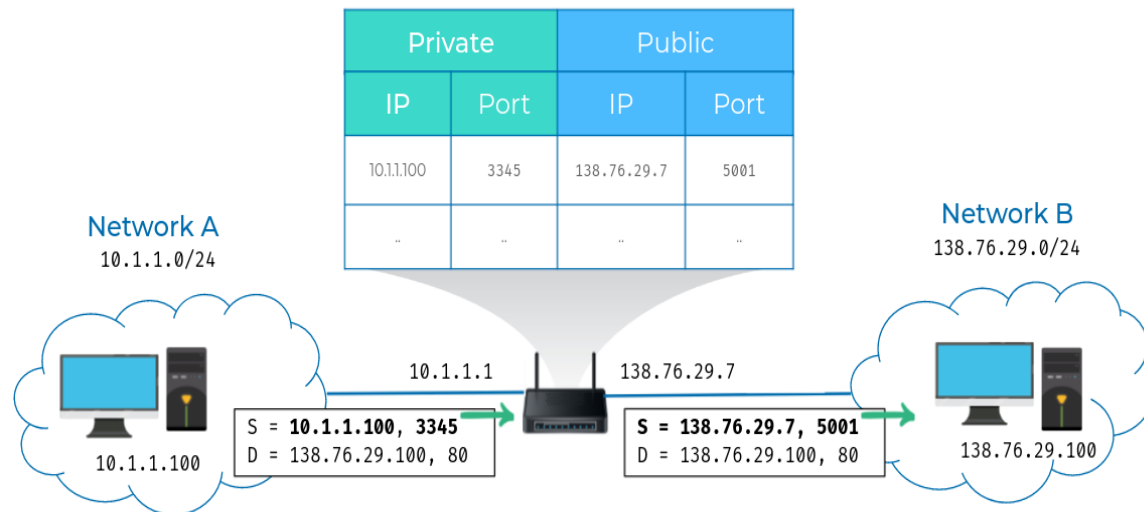 Private Public
IP Port IP Port
10.1.1.100 3345 138.76.29.7 5001
.. .. .. ..
Network A
10.1.1.0/24
Network B
138.76.29.0/24
10.1.1.1
138.76.29.7
S = 10.1.1.100, 3345
D = 138.76.29.100, 80
S = 138.76.29.7, 5001
D = 138.76.29.100, 80
10.1.1.100
138.76.29.100